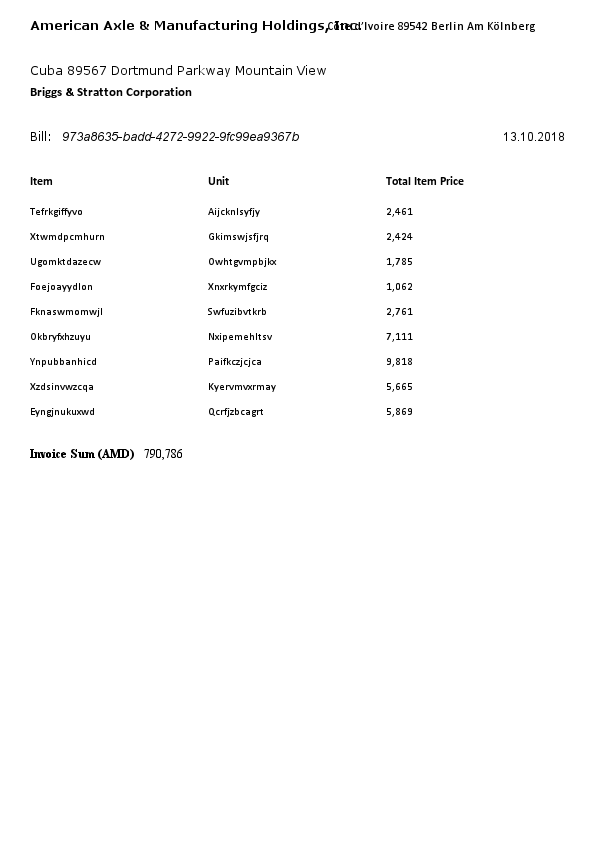 American Axle & Manufacturing Holdings, Inc. Cote d'Ivoire 89542 Berlin Am Kölnberg
Cuba 89567 Dortmund Parkway Mountain View
Briggs & Stratton Corporation
Bill: 973a8635-badd-4272-9922-9fc99ea9367b 13.10.2018
Item Unit Total Item Price
Tefrkgiffyvo Aijcknlsyfjy 2,461
Xtwmdpcmhurn Gkimswjsfjrq 2,424
Ugomktdazecw Owhtgvmpbjkx 1,785
Foejoayydlon Xnxrkymfgciz 1,062
Fknaswmomwjl Swfuzibvtkrb 2,761
Okbryfxhzuyu Nxipemehltsv 7,111
Ynpubbanhicd Paifkczjcjca 9,818
Xzdsinvwzcqa Kyervmvxrmay 5,665
Eyngjnukuxwd Qcrfjzbcagrt 5,869
Invoice Sum (AMD) 790,786